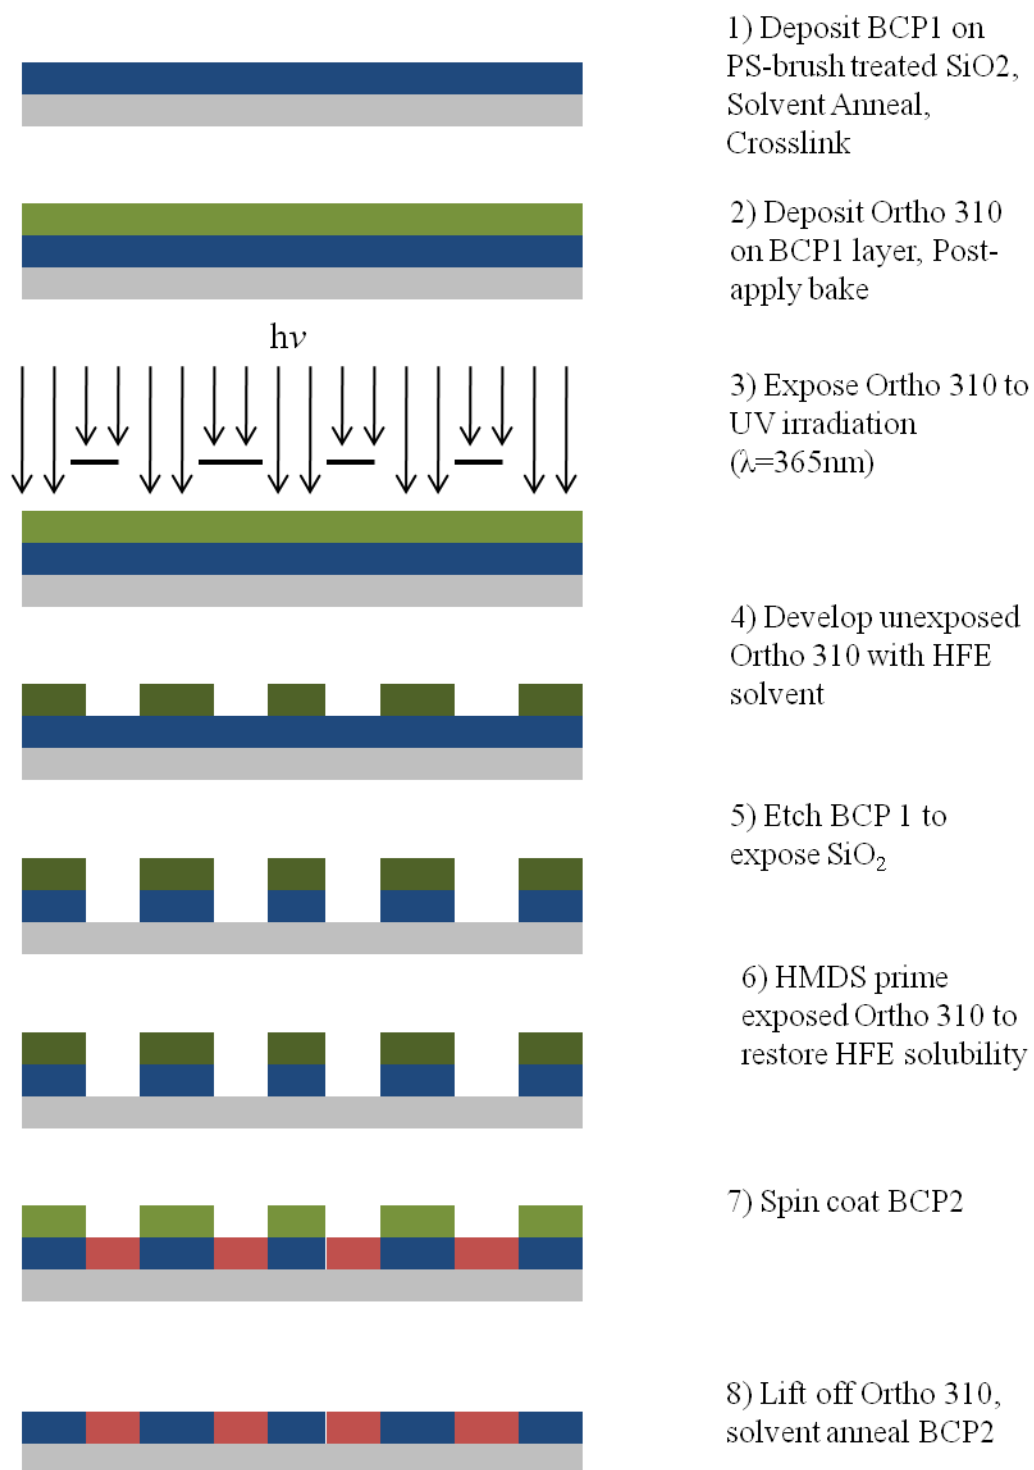 1) Deposit BCP1 on
PS-brush treated SiO2,
Solvent Anneal,
Crosslink
2) Deposit Ortho 310
on BCP1 layer, Post-
apply bake
hν
3) Expose Ortho 310 to
UV irradiation
(λ=365nm)
4) Develop unexposed
Ortho 310 with HFE
solvent
5) Etch BCP 1 to
expose SiO₂
6) HMDS prime
exposed Ortho 310 to
restore HFE solubility
7) Spin coat BCP2
8) Lift off Ortho 310,
solvent anneal BCP2